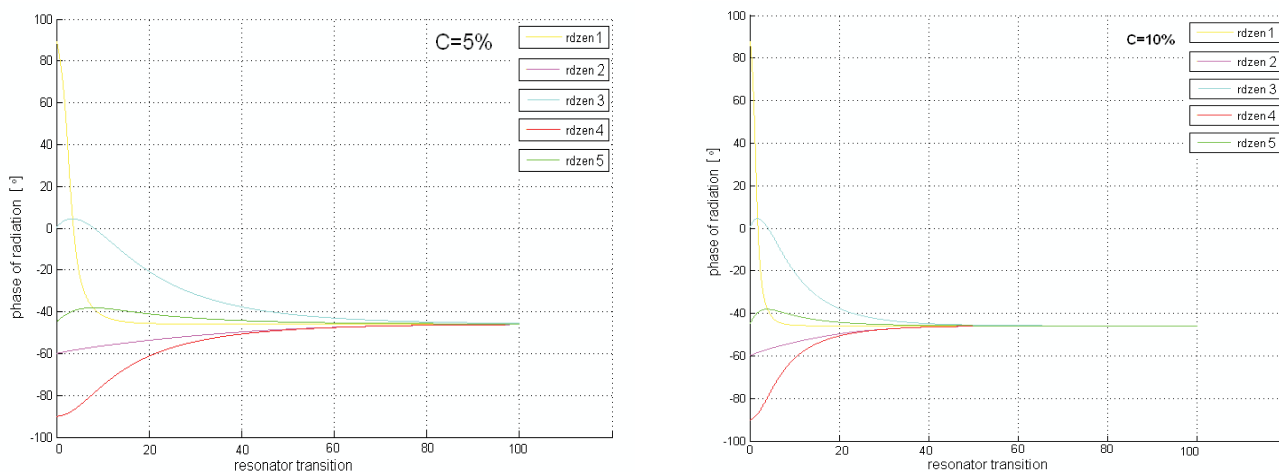 C=5%
rdzen 1
rdzen 2
rdzen 3
rdzen 4
rdzen 5
phase of radiation [ º]
100
80
60
40
20
0
-20
-40
-60
-80
-100
0 20 40 60 80 100
resonator transition
C=10%
rdzen 1
rdzen 2
rdzen 3
rdzen 4
rdzen 5
phase of radiation [ º]
100
80
60
40
20
0
-20
-40
-60
-80
-100
0 20 40 60 80 100
resonator transition